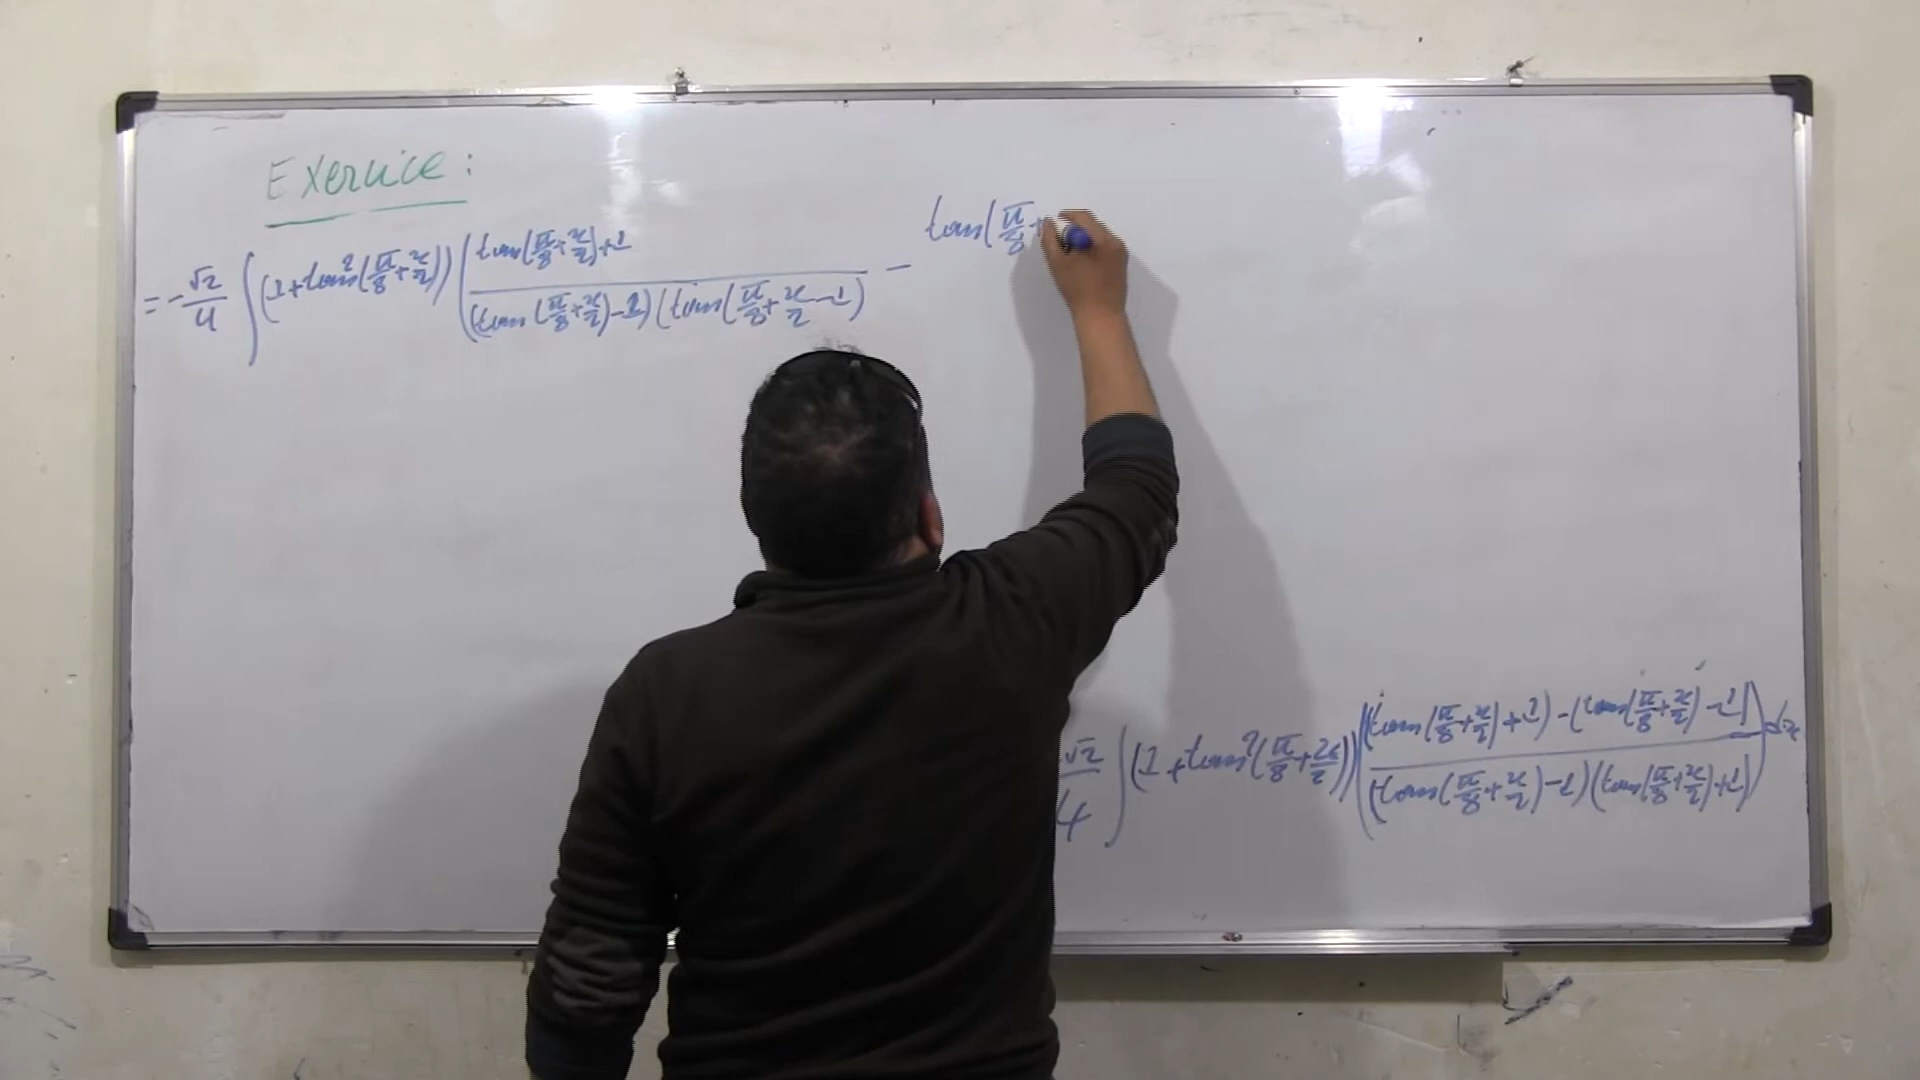 Exercice :
= -√2/4 ∫ (1+tan²(π/8+x/2)) ( (tan(π/8+x/2)+1) / ((tan(π/8+x/2)-1)(tan(π/8+x/2-1)) - tan(π/8+
√2/4 ∫ (1+tan²(π/8+x/2)) ( ((tan(π/8+x/2)+1)-(tan(π/8+x/2)-1)) / ((tan(π/8+x/2)-1)(tan(π/8+x/2)+1)) ) dx